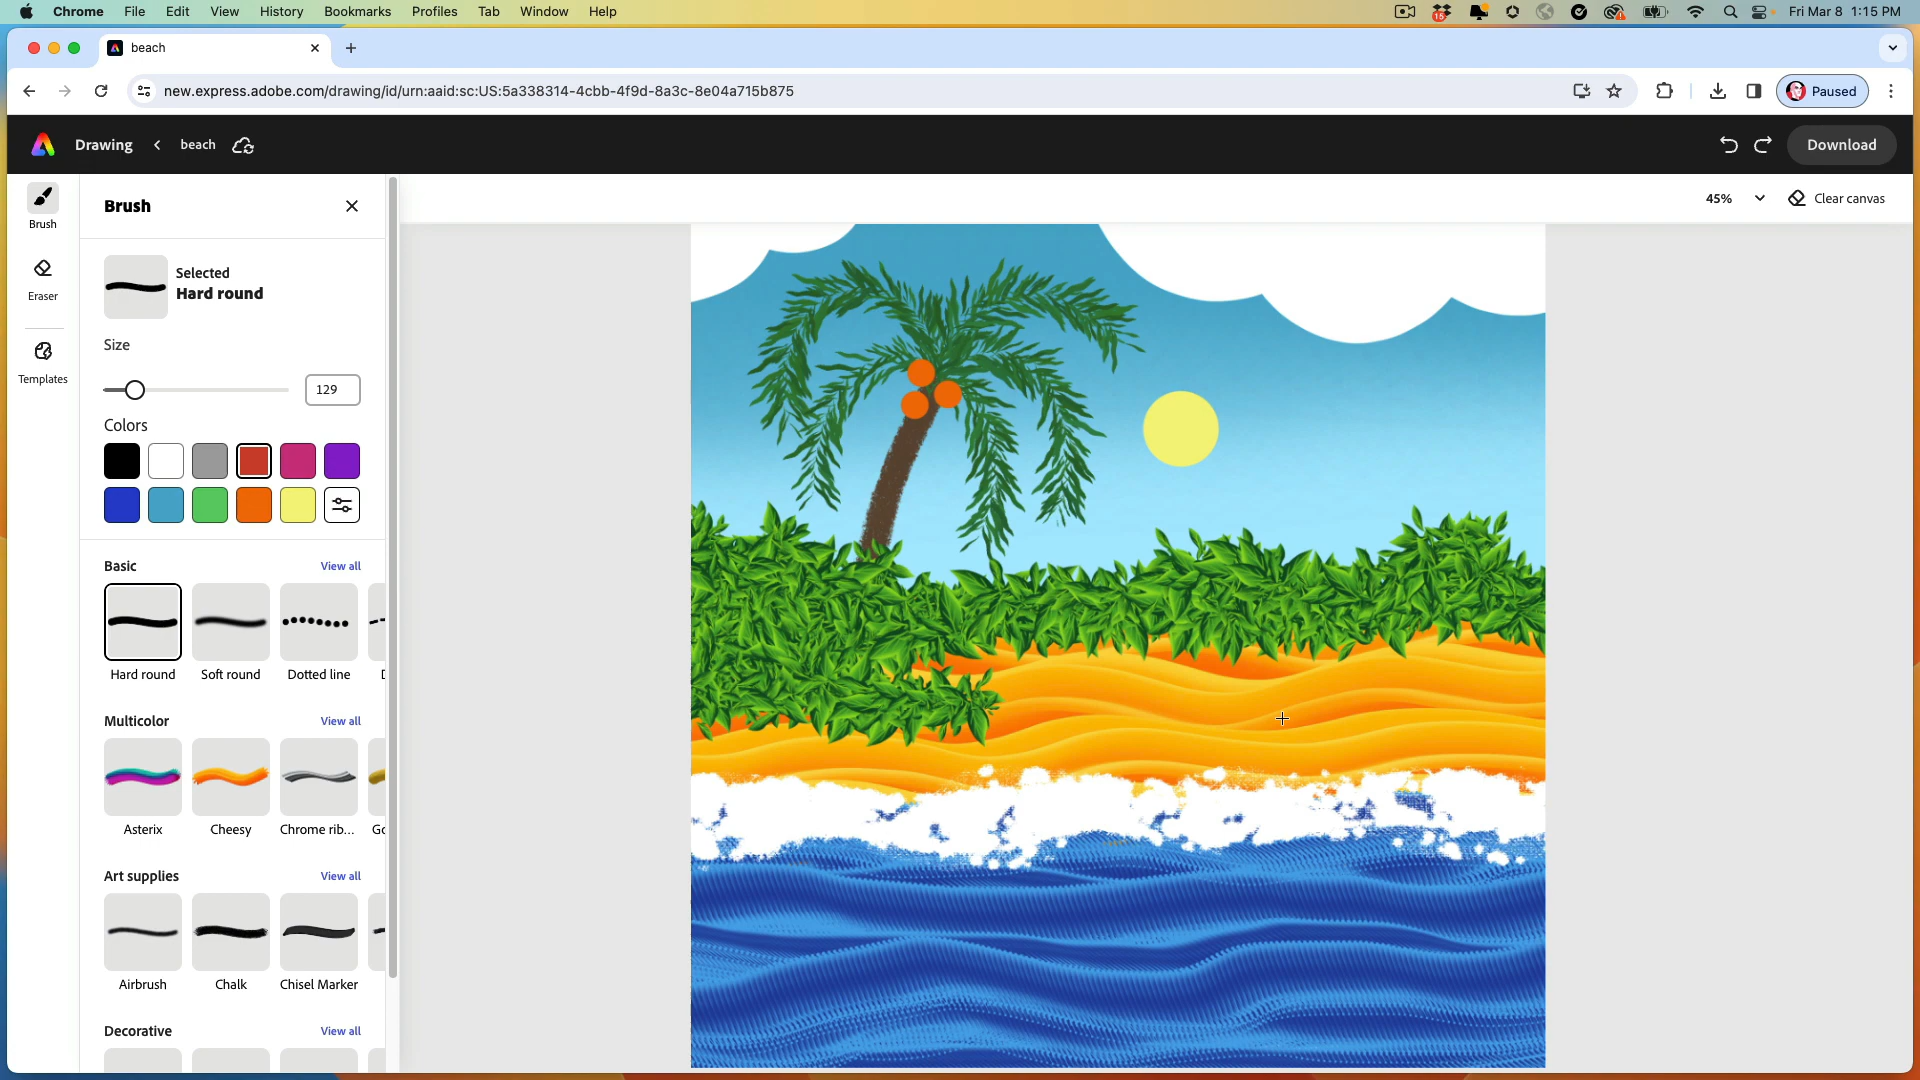 Chrome File Edit View History Bookmarks Profiles Tab Window Help
15
Fri Mar 8 1:15 PM
beach
new.express.adobe.com/drawing/id/urn:aaid:sc:US:5a338314-4cbb-4f9d-8a3c-8e04a715b875
Paused
Drawing beach
Download
Brush
Eraser
Templates
Brush
Selected
Hard round
Size
129
Colors
Basic View all
Hard round Soft round Dotted line
Multicolor View all
Asterix Cheesy Chrome rib...
Art supplies View all
Airbrush Chalk Chisel Marker
Decorative View all
45%
Clear canvas